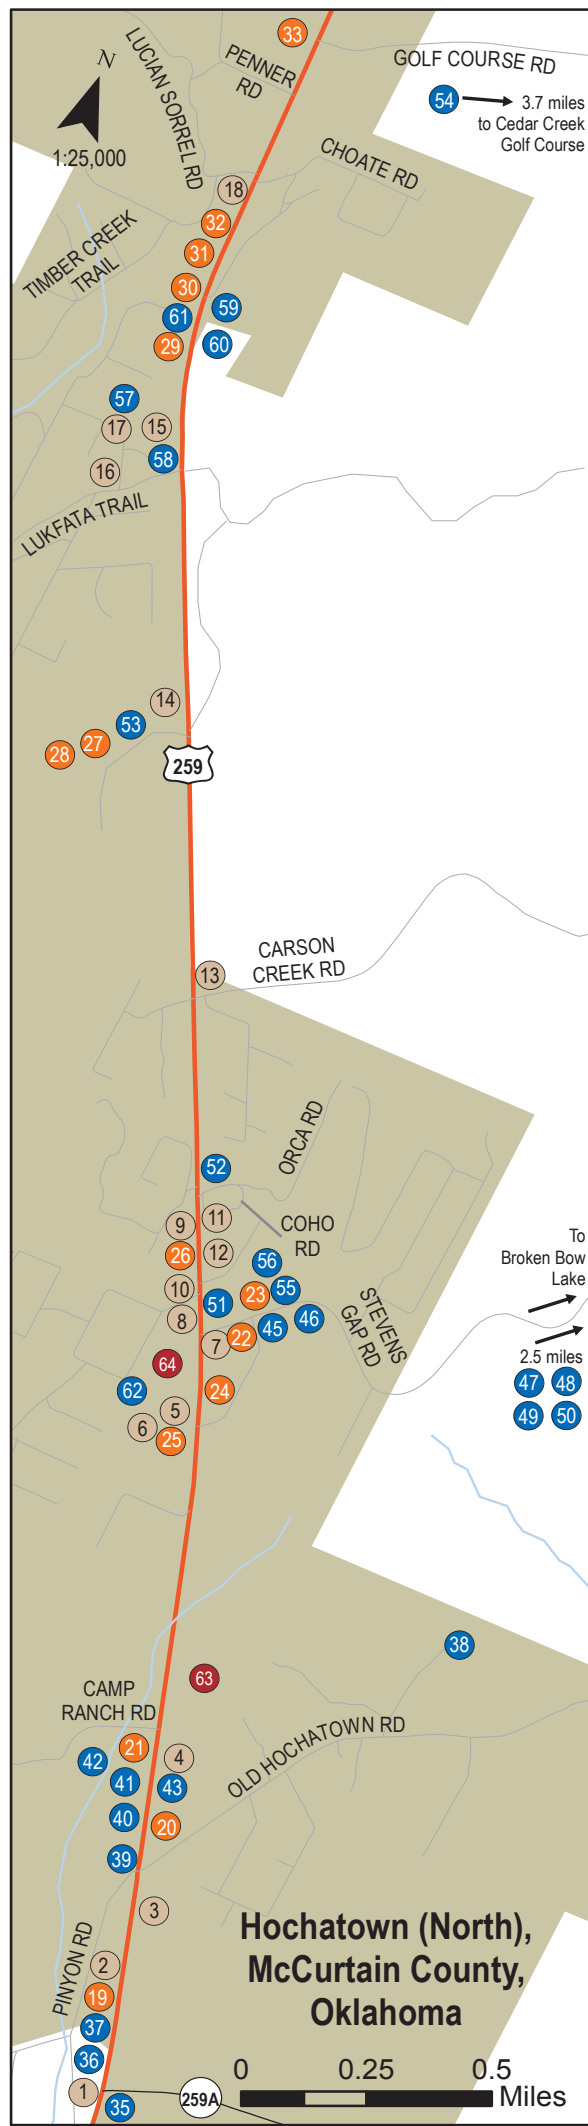 33
PENNER
RD
LUCIAN SORREL RD
N
1:25,000
GOLF COURSE RD
54
3.7 miles
to Cedar Creek
Golf Course
CHOATE RD
18
32
31
TIMBER CREEK
TRAIL
30
59
61
60
29
57
17
15
58
16
LUKFATA TRAIL
14
53
27
28
259
CARSON
CREEK RD
13
ORCA RD
52
11
9
COHO
RD
12
26
56
10
55
23
51
8
46
45
22
7
STEVENS
GAP RD
To
Broken Bow
Lake
2.5 miles
47
48
49
50
64
62
24
5
6
25
38
63
CAMP
RANCH RD
OLD HOCHATOWN RD
21
4
42
41
43
40
20
39
3
PINYON RD
2
19
37
36
1
35
259A
Hochatown (North),
McCurtain County,
Oklahoma
0
0.25
0.5
Miles